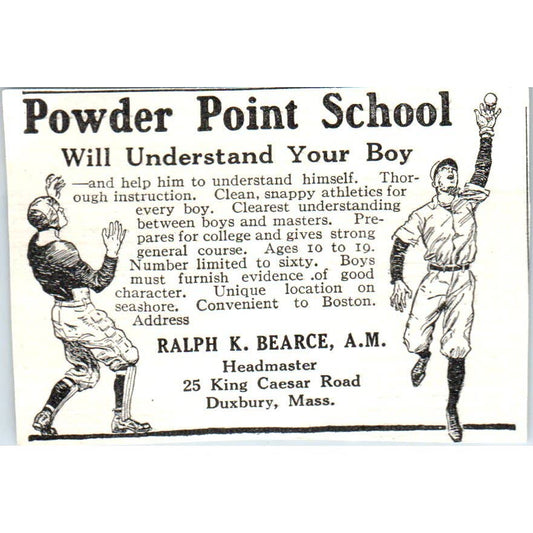 Powder Point School
Will Understand Your Boy
—and help him to understand himself. Thor-
ough instruction. Clean, snappy athletics for
every boy. Clearest understanding
between boys and masters. Pre-
pares for college and gives strong
general course. Ages 10 to 19.
Number limited to sixty. Boys
must furnish evidence .of good
character. Unique location on
seashore. Convenient to Boston.
Address
RALPH K. BEARCE, A.M.
Headmaster
25 King Caesar Road
Duxbury, Mass.